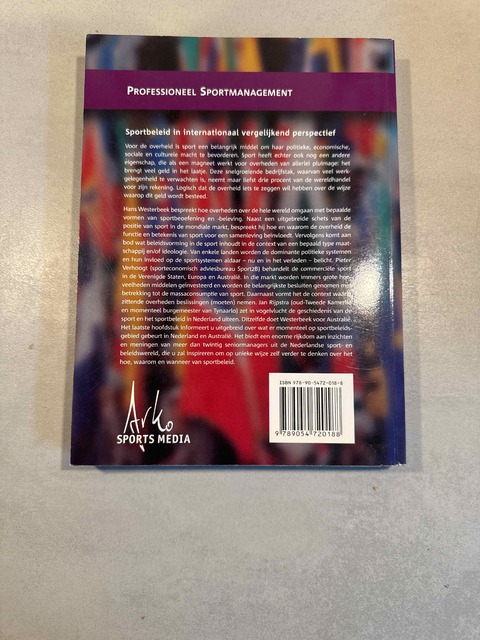 PROFESSIONEEL SPORTMANAGEMENT
Sportbeleid in internationaal vergelijkend perspectief
Voor de overheid is sport een belangrijk middel om haar politieke, economische,
sociale en culturele macht te bevorderen. Sport heeft echter ook nog een andere
eigenschap, die als een magneet werkt voor overheden van allerlei pluimage: het
brengt veel geld in het laatje. Deze snelgroeiende bedrijfstak, waarvan veel werk-
gelegenheid te verwachten is, neemt maar liefst drie procent van de wereldhandel
voor zijn rekening. Logisch dat de overheid iets te zeggen wil hebben over de wijze
waarop dit geld wordt besteed.
Hans Westerbeek bespreekt hoe overheden over de hele wereld omgaan met bepaalde
vormen van sportbeoefening en -beleving. Naast een uitgebreide schets van de
positie van sport in de mondiale markt, bespreekt hij hoe en waarom de overheid de
functie en betekenis van sport voor een samenleving beïnvloedt. Vervolgens komt aan
bod wat beleidsvorming in de sport inhoudt in de context van een bepaald type maat-
schappij en/of ideologie. Van enkele landen worden de dominante politieke systemen
en hun invloed op de sportsystemen aldaar – nu en in het verleden – belicht. Pieter
Verhoogt (sporteconomisch adviesbureau Sport2B) behandelt de commerciële sport
in de Verenigde Staten, Europa en Australië. In die markt worden immers grote hoe-
veelheden middelen geïnvesteerd en worden de belangrijkste besluiten genomen met
betrekking tot de massaconsumptie van sport. Daarnaast vormt het de context waarin
zittende overheden beslissingen (moeten) nemen. Jan Rijpstra (oud-Tweede Kamerlid
en momenteel burgemeester van Tynaarlo) zet in vogelvlucht de geschiedenis van de
sport en het sportbeleid in Nederland uiteen. Ditzelfde doet Westerbeek voor Australië.
Het laatste hoofdstuk informeert u uitgebreid over wat er momenteel op sportbeleids-
gebied gebeurt in Nederland en Australië. Het biedt een enorme rijkdom aan inzichten
en meningen van meer dan twintig seniormanagers uit de Nederlandse sport- en
beleidswereld, die u zal inspireren om op unieke wijze zelf verder te denken over het
hoe, waarom en wanneer van sportbeleid.
ISBN 978-90-5472-018-8
9 789054 720188
Arko
SPORTS MEDIA